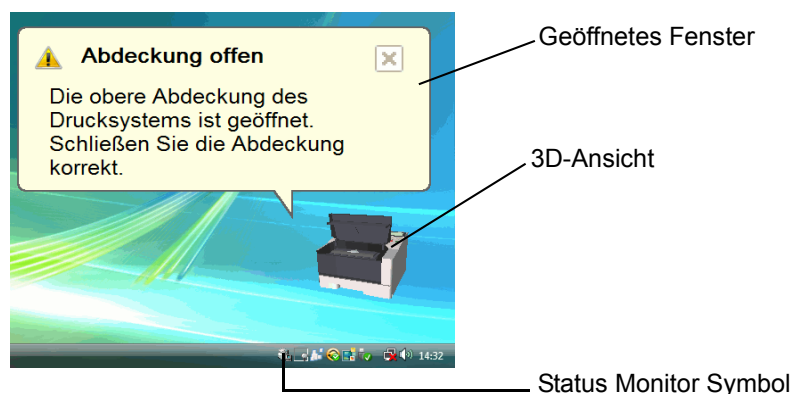 Abdeckung offen
Die obere Abdeckung des
Drucksystems ist geöffnet.
Schließen Sie die Abdeckung
korrekt.
Geöffnetes Fenster
3D-Ansicht
14:32
Status Monitor Symbol